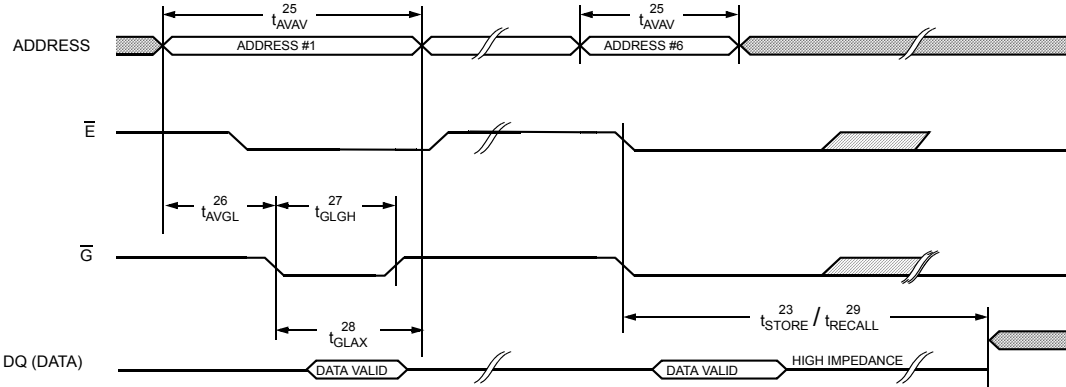 25 25
tAVAV tAVAV
ADDRESS ADDRESS #1 ADDRESS #6
E
26 27
tAVGL tGLGH
G
23 29
tSTORE / tRECALL
28
tGLAX
DQ (DATA) DATA VALID DATA VALID HIGH IMPEDANCE